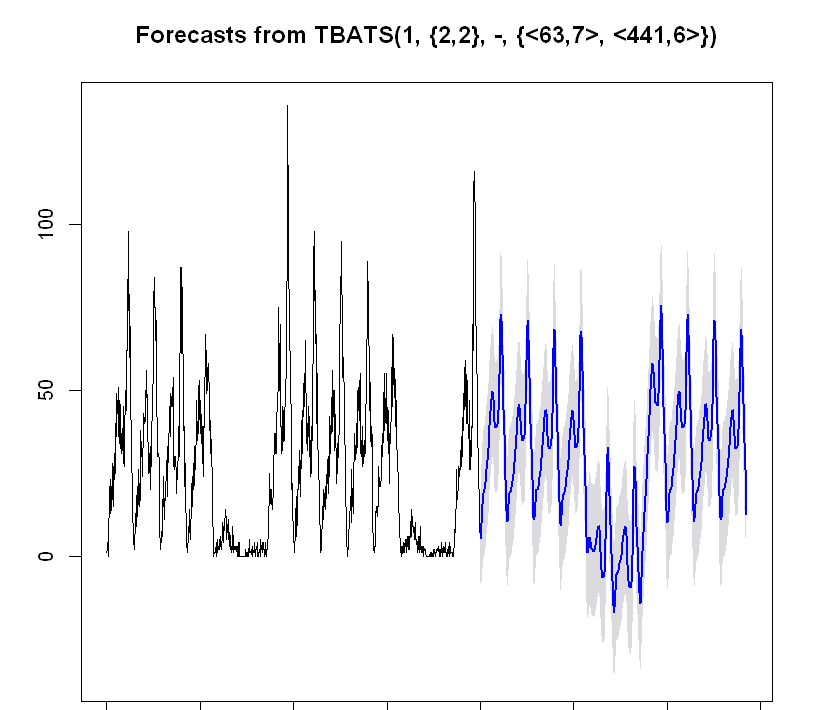 Forecasts from TBATS(1, {2,2}, -, {<63,7>, <441,6>})
100
50
0